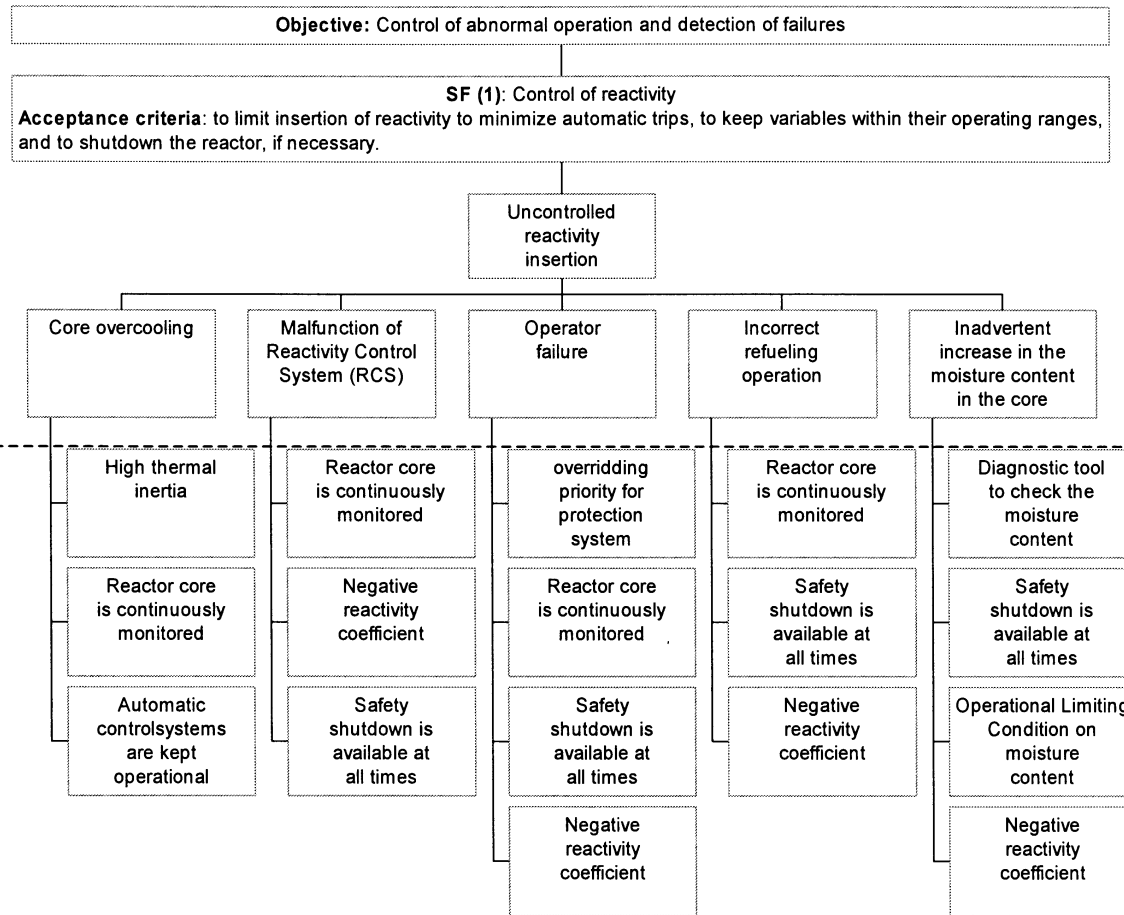 Objective: Control of abnormal operation and detection of failures
SF (1): Control of reactivity
Acceptance criteria: to limit insertion of reactivity to minimize automatic trips, to keep variables within their operating ranges,
and to shutdown the reactor, if necessary.
Uncontrolled
reactivity
insertion
Core overcooling
Malfunction of
Reactivity Control
System (RCS)
Operator
failure
Incorrect
refueling
operation
Inadvertent
increase in the
moisture content
in the core
High thermal
inertia
Reactor core
is continuously
monitored
Automatic
controlsystems
are kept
operational
Reactor core
is continuously
monitored
Negative
reactivity
coefficient
Safety
shutdown is
available at
all times
overridding
priority for
protection
system
Reactor core
is continuously
monitored
Safety
shutdown is
available at
all times
Negative
reactivity
coefficient
Reactor core
is continuously
monitored
Safety
shutdown is
available at
all times
Negative
reactivity
coefficient
Diagnostic tool
to check the
moisture
content
Safety
shutdown is
available at
all times
Operational Limiting
Condition on
moisture
content
Negative
reactivity
coefficient